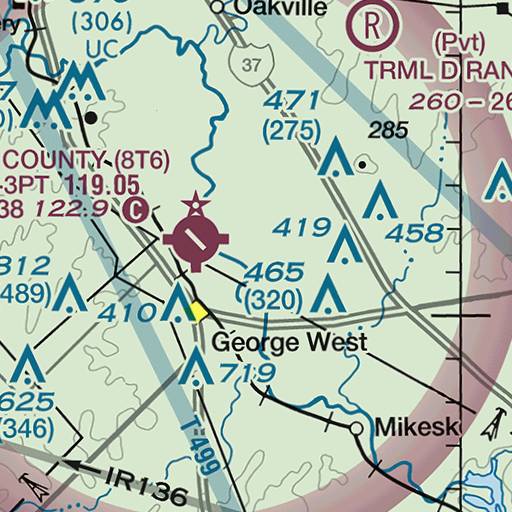 Oakville
(306)
UC
R
(Pvt)
TRML D RAN
260 - 26
37
471
(275)
285
COUNTY (8T6)
-3PT 119.05
38 122.9 C
419
458
312
489)
465
(320)
410
George West
719
625
(346)
T 499
Mikesk
IR136